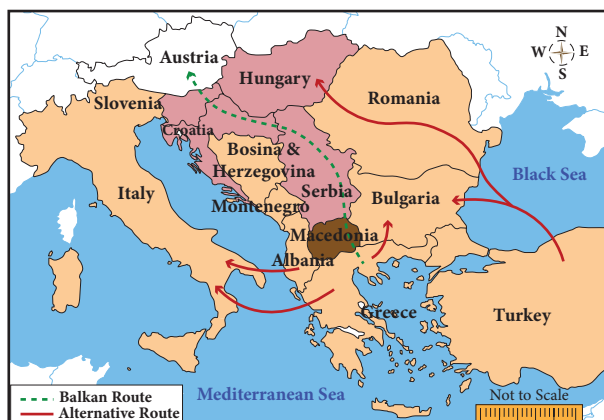 N
W E
S
Austria
Hungary
Slovenia
Romania
Croatia
Bosina &
Herzegovina
Black Sea
Italy
Serbia
Bulgaria
Montenegro
Macedonia
Albania
Greece
Turkey
Mediterranean Sea
Not to Scale
Balkan Route
Alternative Route